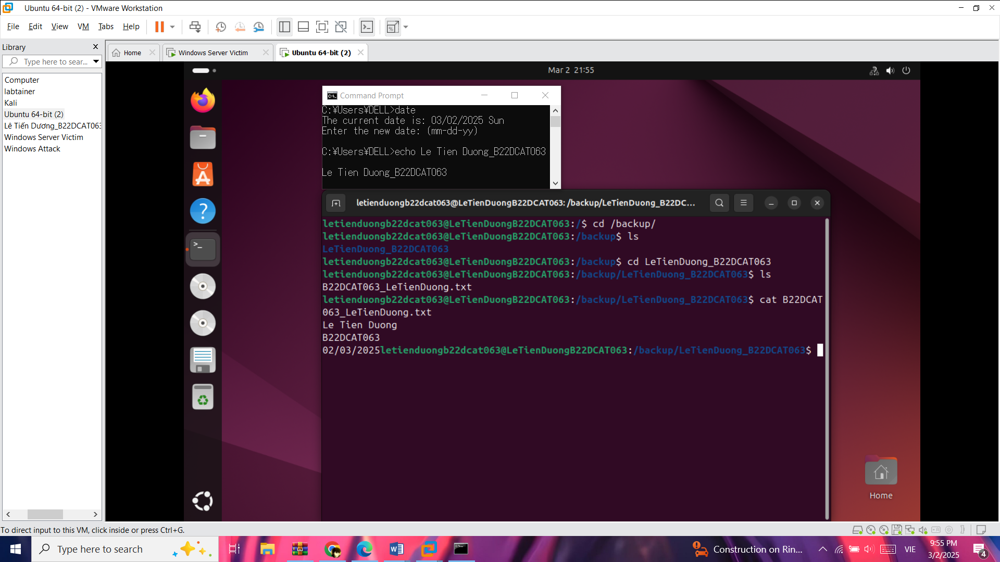 Ubuntu 64-bit (2) - VMware Workstation
File Edit View VM Tabs Help
Library
Type here to sear...
Home
Windows Server Victim
Ubuntu 64-bit (2)
Computer
labtainer
Kali
Ubuntu 64-bit (2)
Lê Tiến Dương_B22DCAT063
Windows Server Victim
Windows Attack
Mar 2 21:55
Command Prompt
C:¥Users¥DELL>date
The current date is: 03/02/2025 Sun
Enter the new date: (mm-dd-yy)
C:¥Users¥DELL>echo Le Tien Duong_B22DCAT063
Le Tien Duong_B22DCAT063
letienduongb22dcat063@LeTienDuongB22DCAT063: /backup/LeTienDuong_B22DC...
letienduongb22dcat063@LeTienDuongB22DCAT063:/$ cd /backup/
letienduongb22dcat063@LeTienDuongB22DCAT063:/backup$ ls
LeTienDuong_B22DCAT063
letienduongb22dcat063@LeTienDuongB22DCAT063:/backup$ cd LeTienDuong_B22DCAT063
letienduongb22dcat063@LeTienDuongB22DCAT063:/backup/LeTienDuong_B22DCAT063$ ls
B22DCAT063_LeTienDuong.txt
letienduongb22dcat063@LeTienDuongB22DCAT063:/backup/LeTienDuong_B22DCAT063$ cat B22DCAT
063_LeTienDuong.txt
Le Tien Duong
B22DCAT063
02/03/2025letienduongb22dcat063@LeTienDuongB22DCAT063:/backup/LeTienDuong_B22DCAT063$
Home
To direct input to this VM, click inside or press Ctrl+G.
Type here to search
Construction on Rin...
VIE
9:55 PM
3/2/2025
4